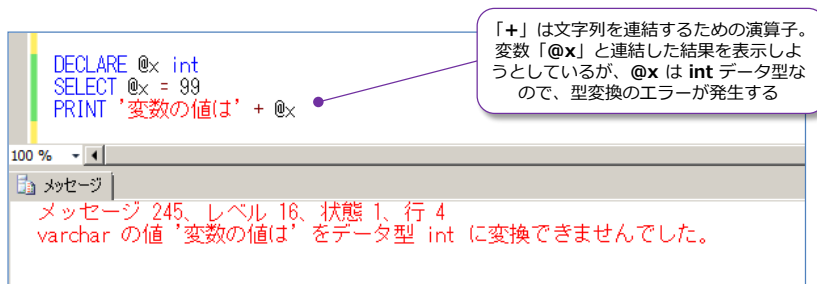 「+」は文字列を連結するための演算子。
変数「@x」と連結した結果を表示しよ
うとしているが、@x は int データ型な
ので、型変換のエラーが発生する
DECLARE @x int
SELECT @x = 99
PRINT '変数の値は' + @x
100 %
メッセージ
メッセージ 245、レベル 16、状態 1、行 4
varchar の値 '変数の値は' をデータ型 int に変換できませんでした。